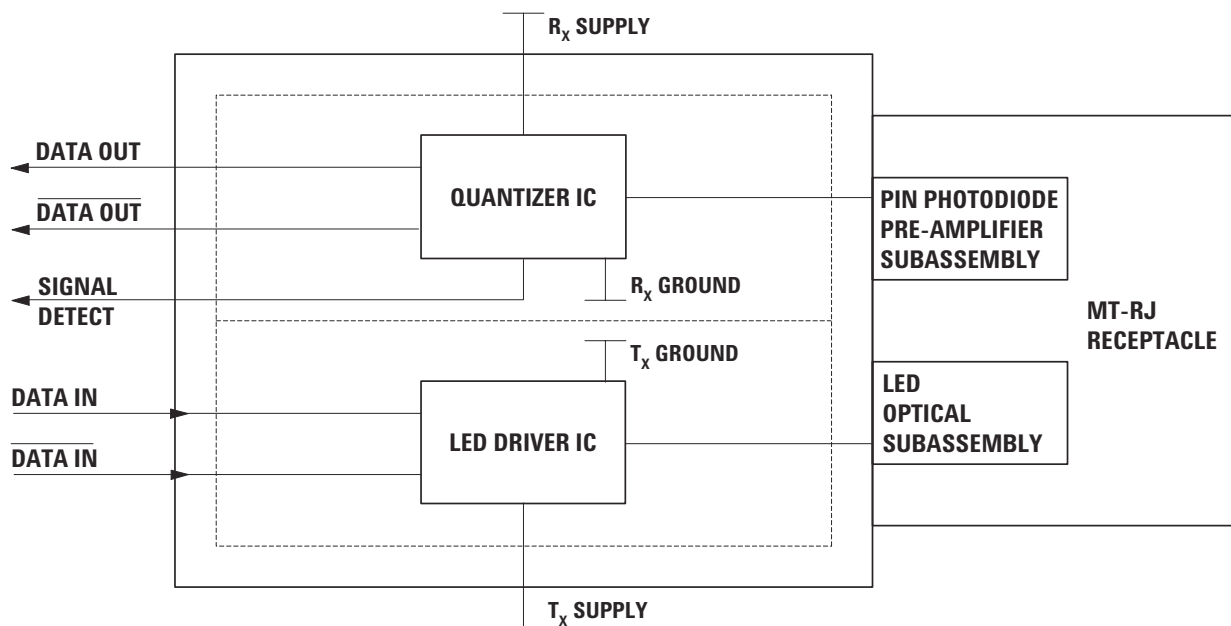 Rx SUPPLY
DATA OUT
DATA OUT
SIGNAL
DETECT
QUANTIZER IC
Rx GROUND
PIN PHOTODIODE
PRE-AMPLIFIER
SUBASSEMBLY
MT-RJ
RECEPTACLE
Tx GROUND
DATA IN
DATA IN
LED DRIVER IC
LED
OPTICAL
SUBASSEMBLY
Tx SUPPLY